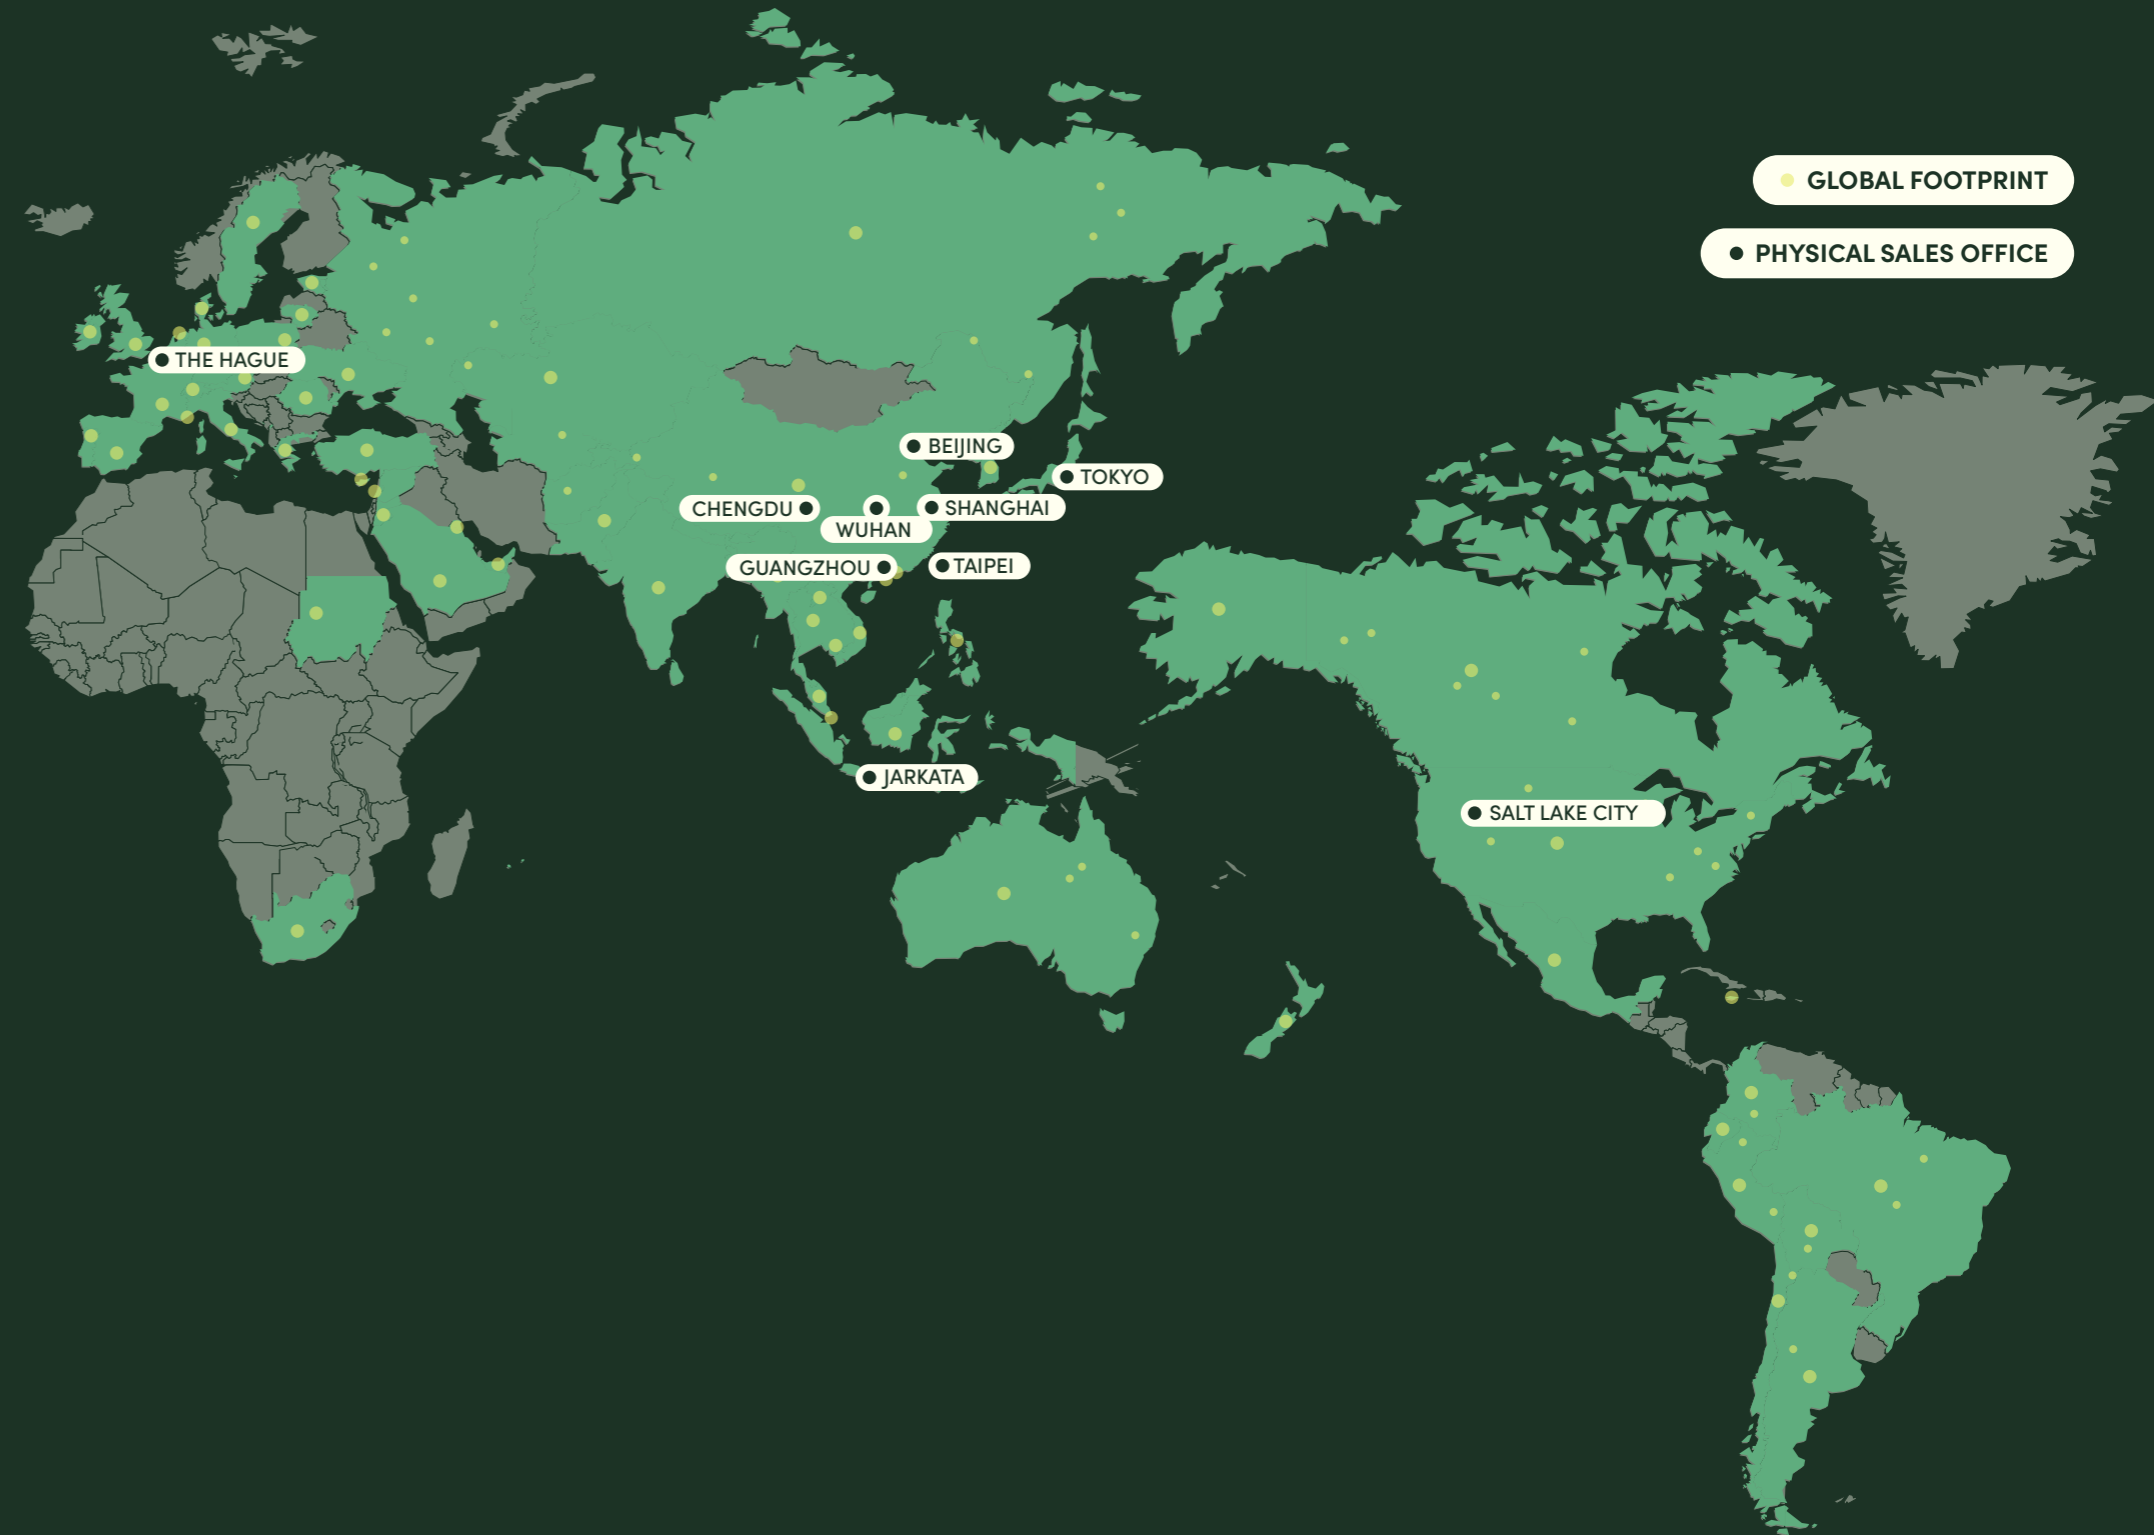 GLOBAL FOOTPRINT
PHYSICAL SALES OFFICE
THE HAGUE
BEIJING
TOKYO
CHENGDU
SHANGHAI
WUHAN
GUANGZHOU
TAIPEI
JARKATA
SALT LAKE CITY